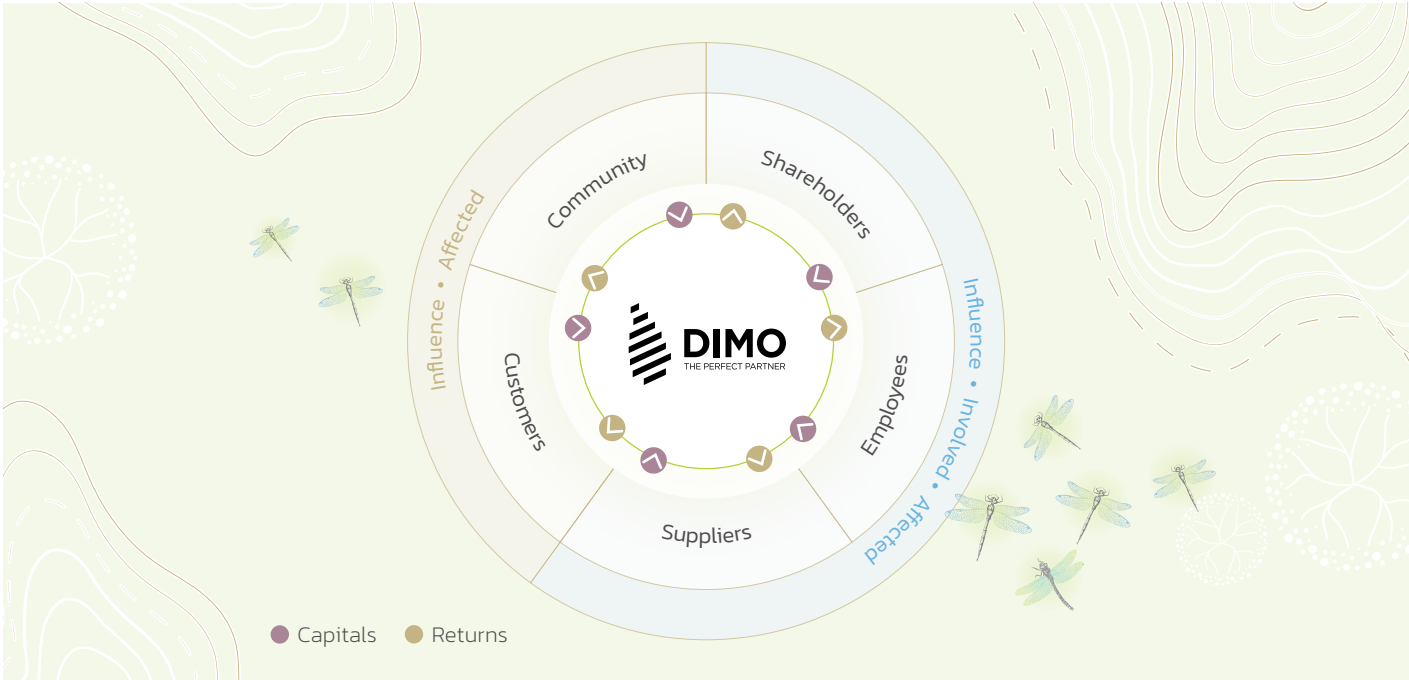 Community
Shareholders
Influence • Affected
Influence • Involved • Affected
DIMO
THE PERFECT PARTNER
Customers
Employees
Suppliers
Capitals
Returns